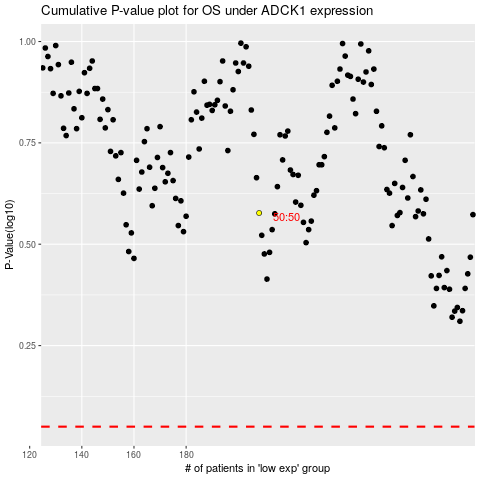 Cumulative P-value plot for OS under ADCK1 expression
P-Value(log10)
1.00
0.75
0.50
0.25
50:50
120 140 160 180
# of patients in 'low exp' group